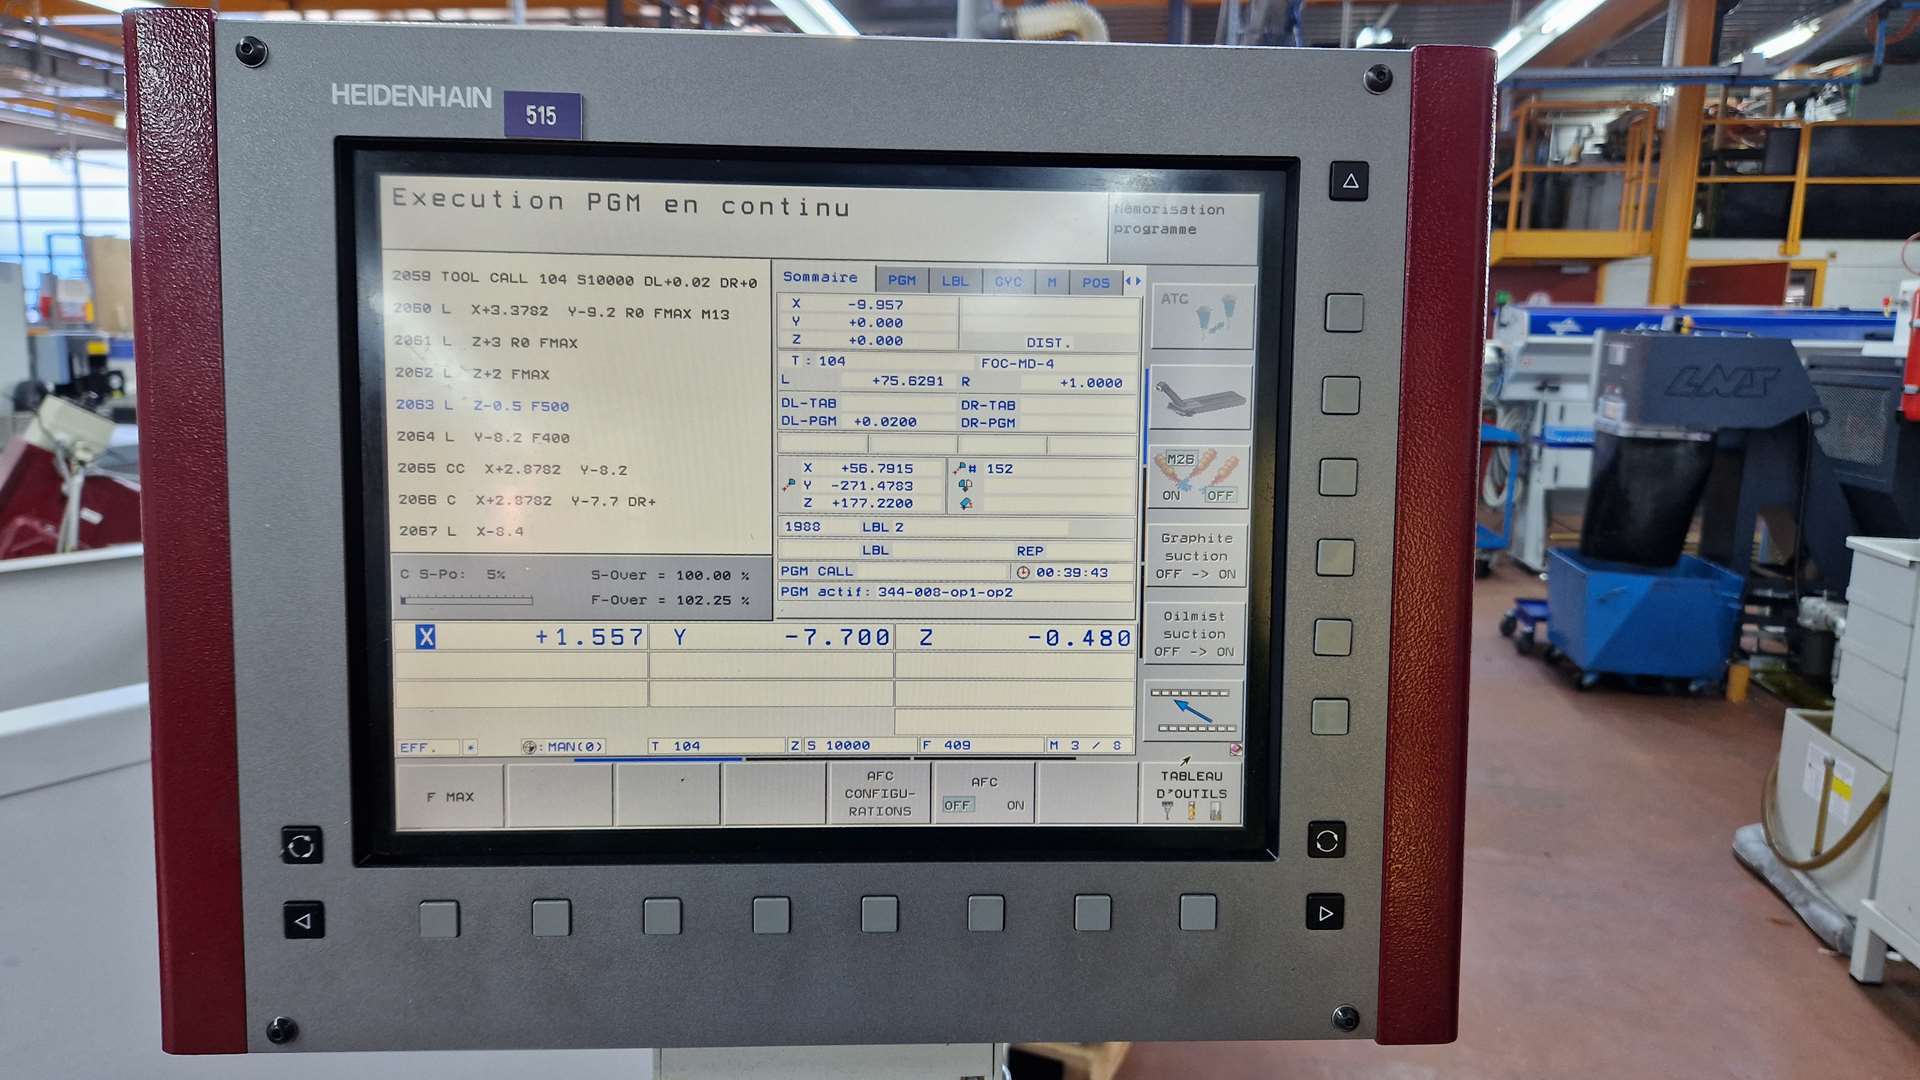 HEIDENHAIN
515
Execution PGM en continu
Mémorisation
programme
2059 TOOL CALL 104 S10000 DL+0.02 DR+0
2060 L X+3.3782 Y-9.2 R0 FMAX M13
2061 L Z+3 R0 FMAX
2062 L Z+2 FMAX
2063 L Z-0.5 F500
2064 L Y-8.2 F400
2065 CC X+2.8782 Y-8.2
2066 C X+2.8782 Y-7.7 DR+
2067 L X-8.4
C S-Po: 5% S-Over = 100.00 %
F-Over = 102.25 %
Sommaire PGM LBL CYC M POS
X -9.957
Y +0.000
Z +0.000 DIST.
T : 104 FOC-MD-4
L +75.6291 R +1.0000
DL-TAB DR-TAB
DL-PGM +0.0200 DR-PGM
X +56.7915 # 152
Y -271.4783
Z +177.2200
1988 LBL 2
LBL REP
PGM CALL 00:39:43
PGM actif: 344-008-op1-op2
X +1.557 Y -7.700 Z -0.480
EFF. * : MAN(0) T 104 Z S 10000 F 409 M 3 / 8
F MAX
AFC
CONFIGU-
RATIONS
AFC
OFF ON
TABLEAU
D'OUTILS
ATC
M26
ON OFF
Graphite
suction
OFF -> ON
Oilmist
suction
OFF -> ON
LNS